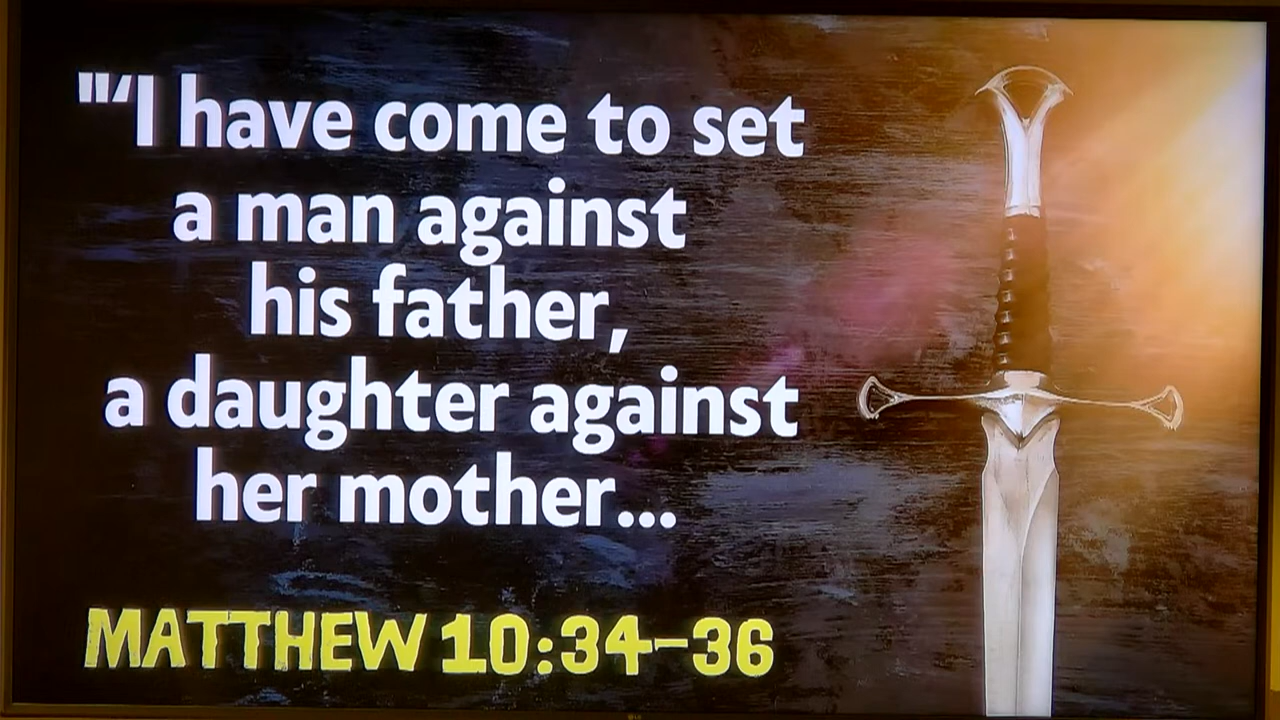 "‘I have come to set
a man against
his father,
a daughter against
her mother...
MATTHEW 10:34–36